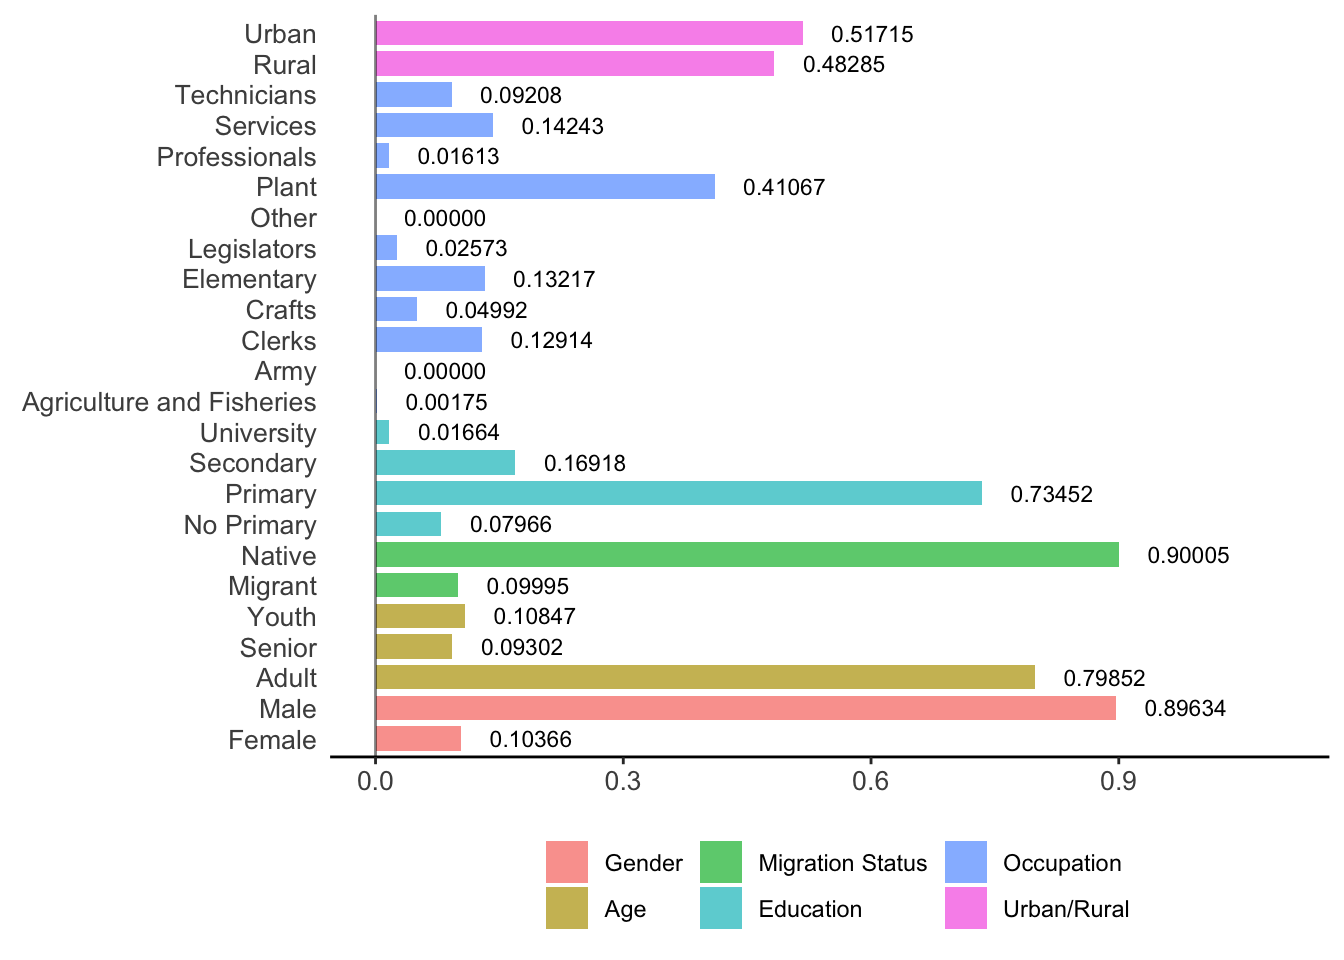 Urban 0.51715
Rural 0.48285
Technicians 0.09208
Services 0.14243
Professionals 0.01613
Plant 0.41067
Other 0.00000
Legislators 0.02573
Elementary 0.13217
Crafts 0.04992
Clerks 0.12914
Army 0.00000
Agriculture and Fisheries 0.00175
University 0.01664
Secondary 0.16918
Primary 0.73452
No Primary 0.07966
Native 0.90005
Migrant 0.09995
Youth 0.10847
Senior 0.09302
Adult 0.79852
Male 0.89634
Female 0.10366
0.0 0.3 0.6 0.9
Gender Migration Status Occupation
Age Education Urban/Rural